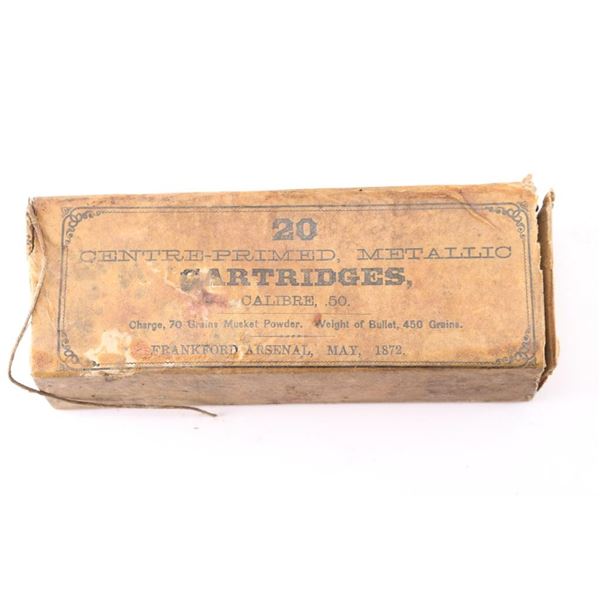 20
CENTRE-PRIMED, METALLIC
CARTRIDGES,
CALIBRE, .50.
Charge, 70 Grains Musket Powder. Weight of Bullet, 450 Grains.
FRANKFORD ARSENAL, MAY, 1872.